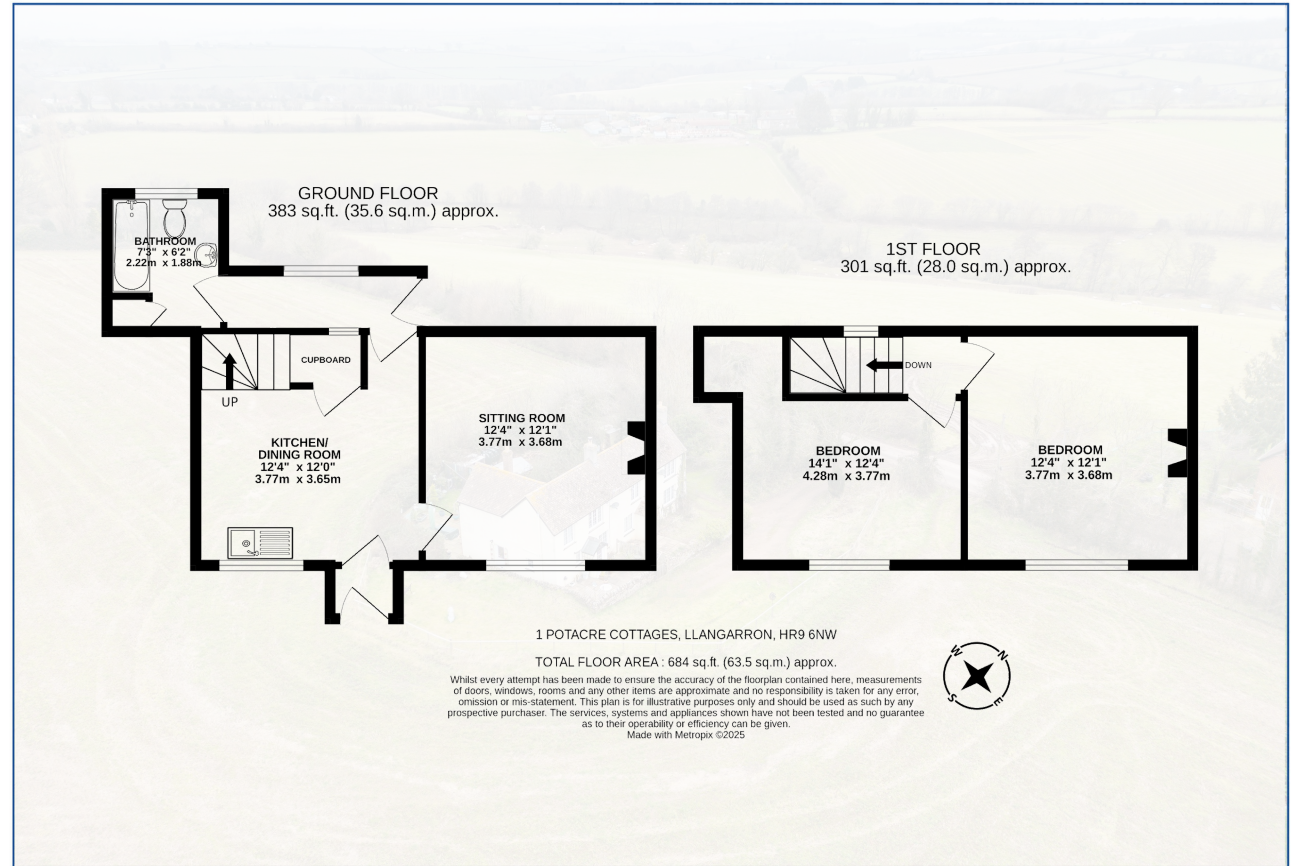 GROUND FLOOR
383 sq.ft. (35.6 sq.m.) approx.
BATHROOM
7'3" x 6'2"
2.22m x 1.88m
CUPBOARD
UP
KITCHEN/
DINING ROOM
12'4" x 12'0"
3.77m x 3.65m
SITTING ROOM
12'4" x 12'1"
3.77m x 3.68m
1ST FLOOR
301 sq.ft. (28.0 sq.m.) approx.
DOWN
BEDROOM
14'1" x 12'4"
4.28m x 3.77m
BEDROOM
12'4" x 12'1"
3.77m x 3.68m
1 POTACRE COTTAGES, LLANGARRON, HR9 6NW
TOTAL FLOOR AREA : 684 sq.ft. (63.5 sq.m.) approx.
Whilst every attempt has been made to ensure the accuracy of the floorplan contained here, measurements
of doors, windows, rooms and any other items are approximate and no responsibility is taken for any error,
omission or mis-statement. This plan is for illustrative purposes only and should be used as such by any
prospective purchaser. The services, systems and appliances shown have not been tested and no guarantee
as to their operability or efficiency can be given.
Made with Metropix ©2025
W
N
S
E